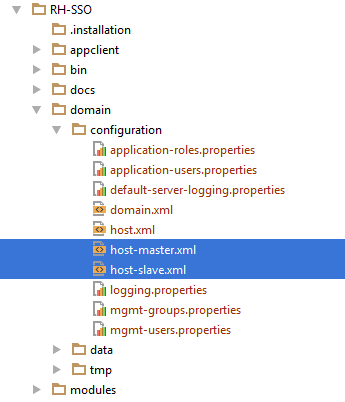 RH-SSO
.installation
appclient
bin
docs
domain
configuration
application-roles.properties
application-users.properties
default-server-logging.properties
domain.xml
host.xml
host-master.xml
host-slave.xml
logging.properties
mgmt-groups.properties
mgmt-users.properties
data
tmp
modules